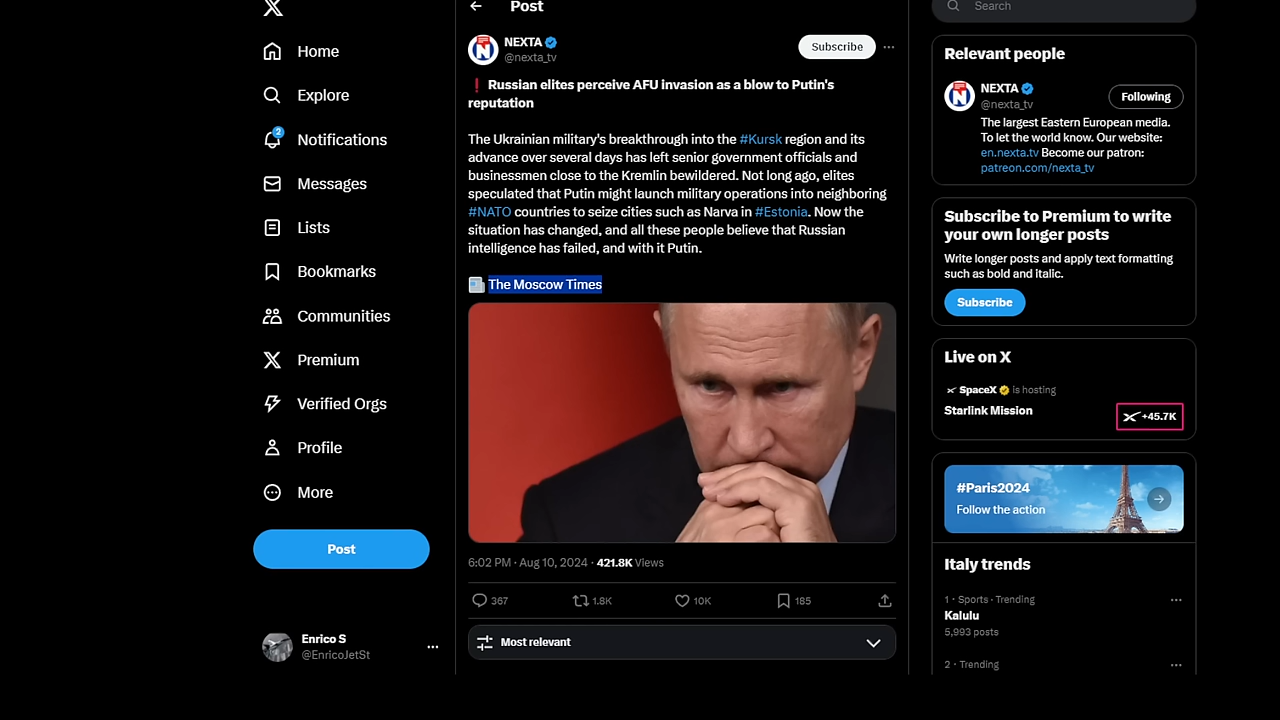 Home
Explore
2
Notifications
Messages
Lists
Bookmarks
Communities
Premium
Verified Orgs
Profile
More
Post
Enrico S
@EnricoJetSt
Post
NEXTA
@nexta_tv
Subscribe
❗ Russian elites perceive AFU invasion as a blow to Putin's
reputation
The Ukrainian military's breakthrough into the #Kursk region and its
advance over several days has left senior government officials and
businessmen close to the Kremlin bewildered. Not long ago, elites
speculated that Putin might launch military operations into neighboring
#NATO countries to seize cities such as Narva in #Estonia. Now the
situation has changed, and all these people believe that Russian
intelligence has failed, and with it Putin.
The Moscow Times
6:02 PM · Aug 10, 2024 · 421.8K Views
367
1.8K
10K
185
Most relevant
Search
Relevant people
NEXTA
@nexta_tv
Following
The largest Eastern European media.
To let the world know. Our website:
en.nexta.tv Become our patron:
patreon.com/nexta_tv
Subscribe to Premium to write
your own longer posts
Write longer posts and apply text formatting
such as bold and italic.
Subscribe
Live on X
SpaceX is hosting
Starlink Mission
+45.7K
#Paris2024
Follow the action
Italy trends
1 · Sports · Trending
Kalulu
5,993 posts
2 · Trending